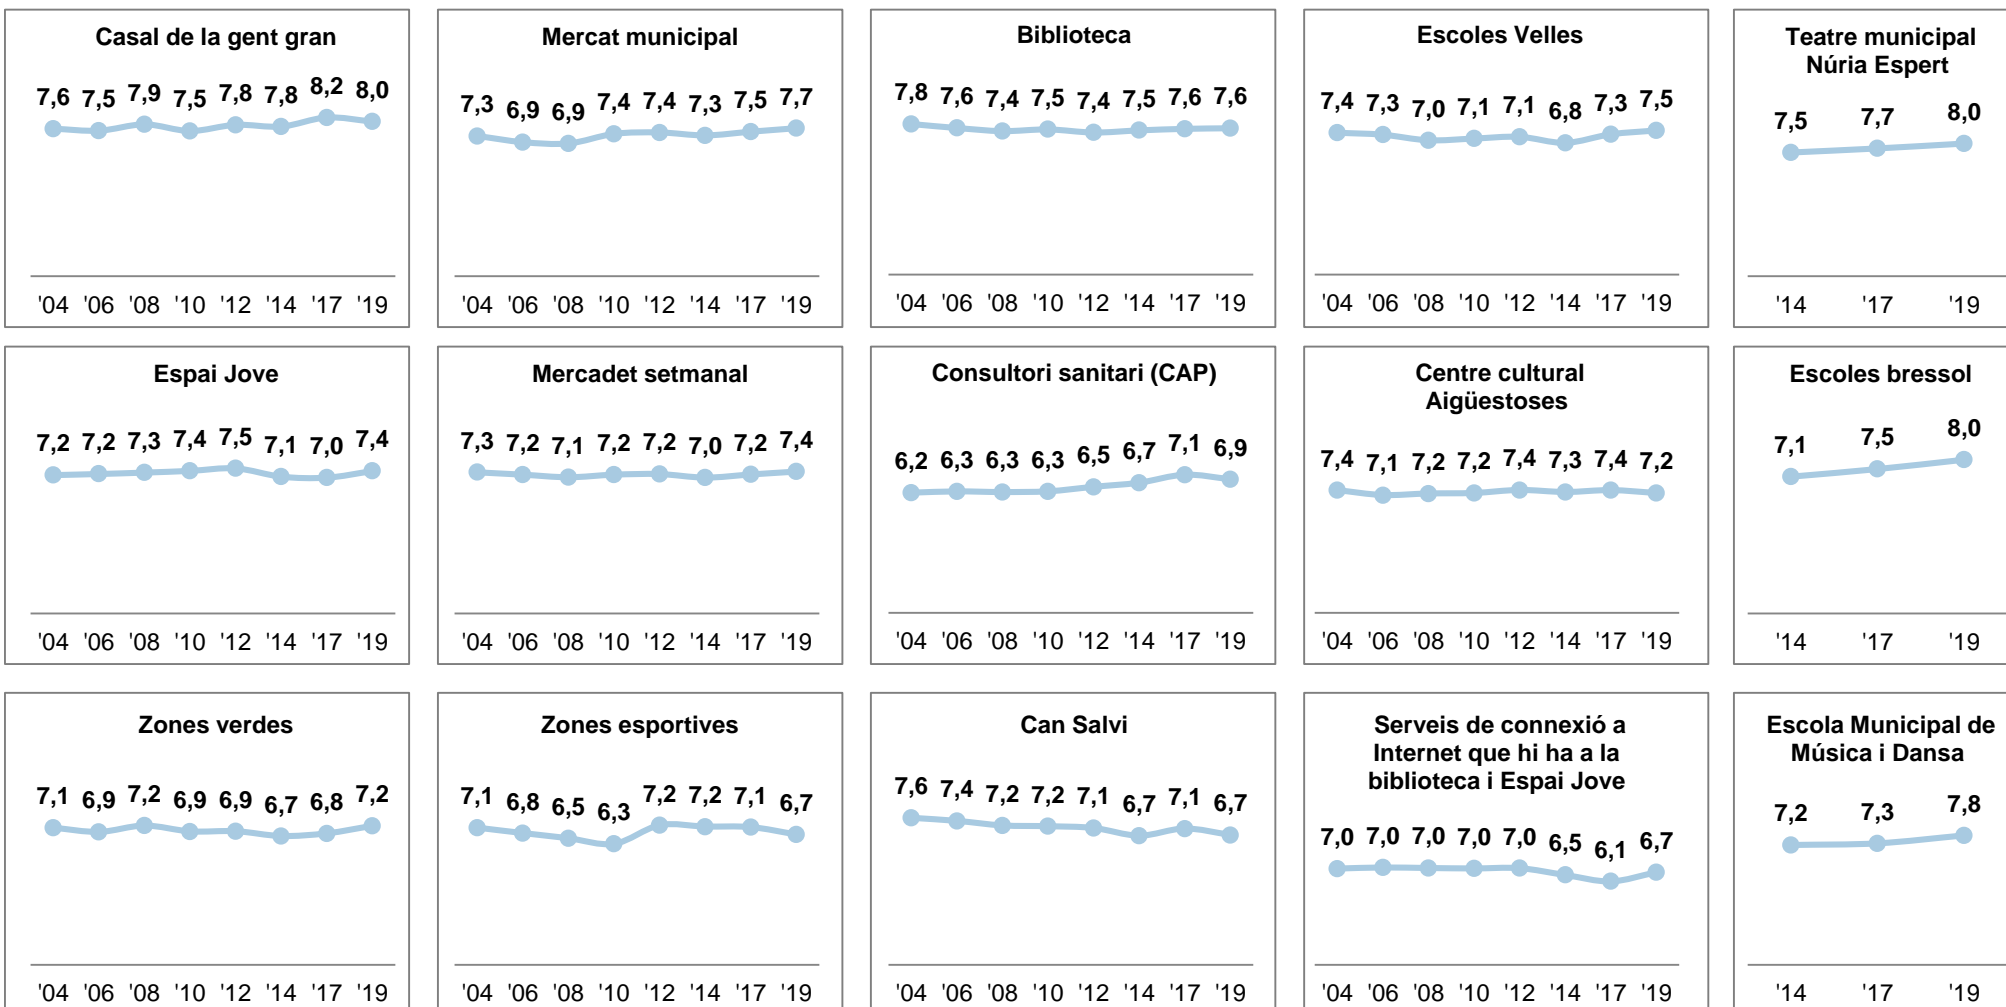 Casal de la gent gran
7,6 7,5 7,9 7,5 7,8 7,8 8,2 8,0
'04 '06 '08 '10 '12 '14 '17 '19
Mercat municipal
7,3 6,9 6,9 7,4 7,4 7,3 7,5 7,7
'04 '06 '08 '10 '12 '14 '17 '19
Biblioteca
7,8 7,6 7,4 7,5 7,4 7,5 7,6 7,6
'04 '06 '08 '10 '12 '14 '17 '19
Escoles Velles
7,4 7,3 7,0 7,1 7,1 6,8 7,3 7,5
'04 '06 '08 '10 '12 '14 '17 '19
Teatre municipal
Núria Espert
7,5 7,7 8,0
'14 '17 '19
Espai Jove
7,2 7,2 7,3 7,4 7,5 7,1 7,0 7,4
'04 '06 '08 '10 '12 '14 '17 '19
Mercadet setmanal
7,3 7,2 7,1 7,2 7,2 7,0 7,2 7,4
'04 '06 '08 '10 '12 '14 '17 '19
Consultori sanitari (CAP)
6,2 6,3 6,3 6,3 6,5 6,7 7,1 6,9
'04 '06 '08 '10 '12 '14 '17 '19
Centre cultural
Aigüestoses
7,4 7,1 7,2 7,2 7,4 7,3 7,4 7,2
'04 '06 '08 '10 '12 '14 '17 '19
Escoles bressol
7,1 7,5 8,0
'14 '17 '19
Zones verdes
7,1 6,9 7,2 6,9 6,9 6,7 6,8 7,2
'04 '06 '08 '10 '12 '14 '17 '19
Zones esportives
7,1 6,8 6,5 6,3 7,2 7,2 7,1 6,7
'04 '06 '08 '10 '12 '14 '17 '19
Can Salvi
7,6 7,4 7,2 7,2 7,1 6,7 7,1 6,7
'04 '06 '08 '10 '12 '14 '17 '19
Serveis de connexió a
Internet que hi ha a la
biblioteca i Espai Jove
7,0 7,0 7,0 7,0 7,0 6,5 6,1 6,7
'04 '06 '08 '10 '12 '14 '17 '19
Escola Municipal de
Música i Dansa
7,2 7,3 7,8
'14 '17 '19